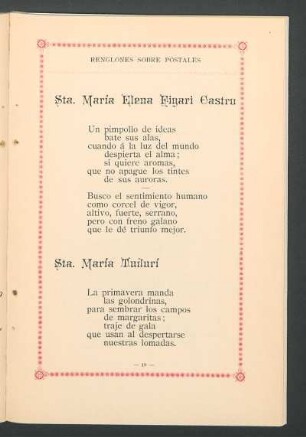 RENGLONES SOBRE POSTALES
Sta. María Elena Figari Castro
Un pimpollo de ideas
bate sus alas,
cuando á la luz del mundo
despierta el alma;
si quiere aromas,
que no apague los tintes
de sus auroras.
Busco el sentimiento humano
como corcel de vigor,
altivo, fuerte, serrano,
pero con freno galano
que le dé triunfo mejor.
Sta. María Tuilurí
La primavera manda
las golondrinas,
para sembrar los campos
de margaritas;
traje de gala
que usan al despertarse
nuestras lomadas.